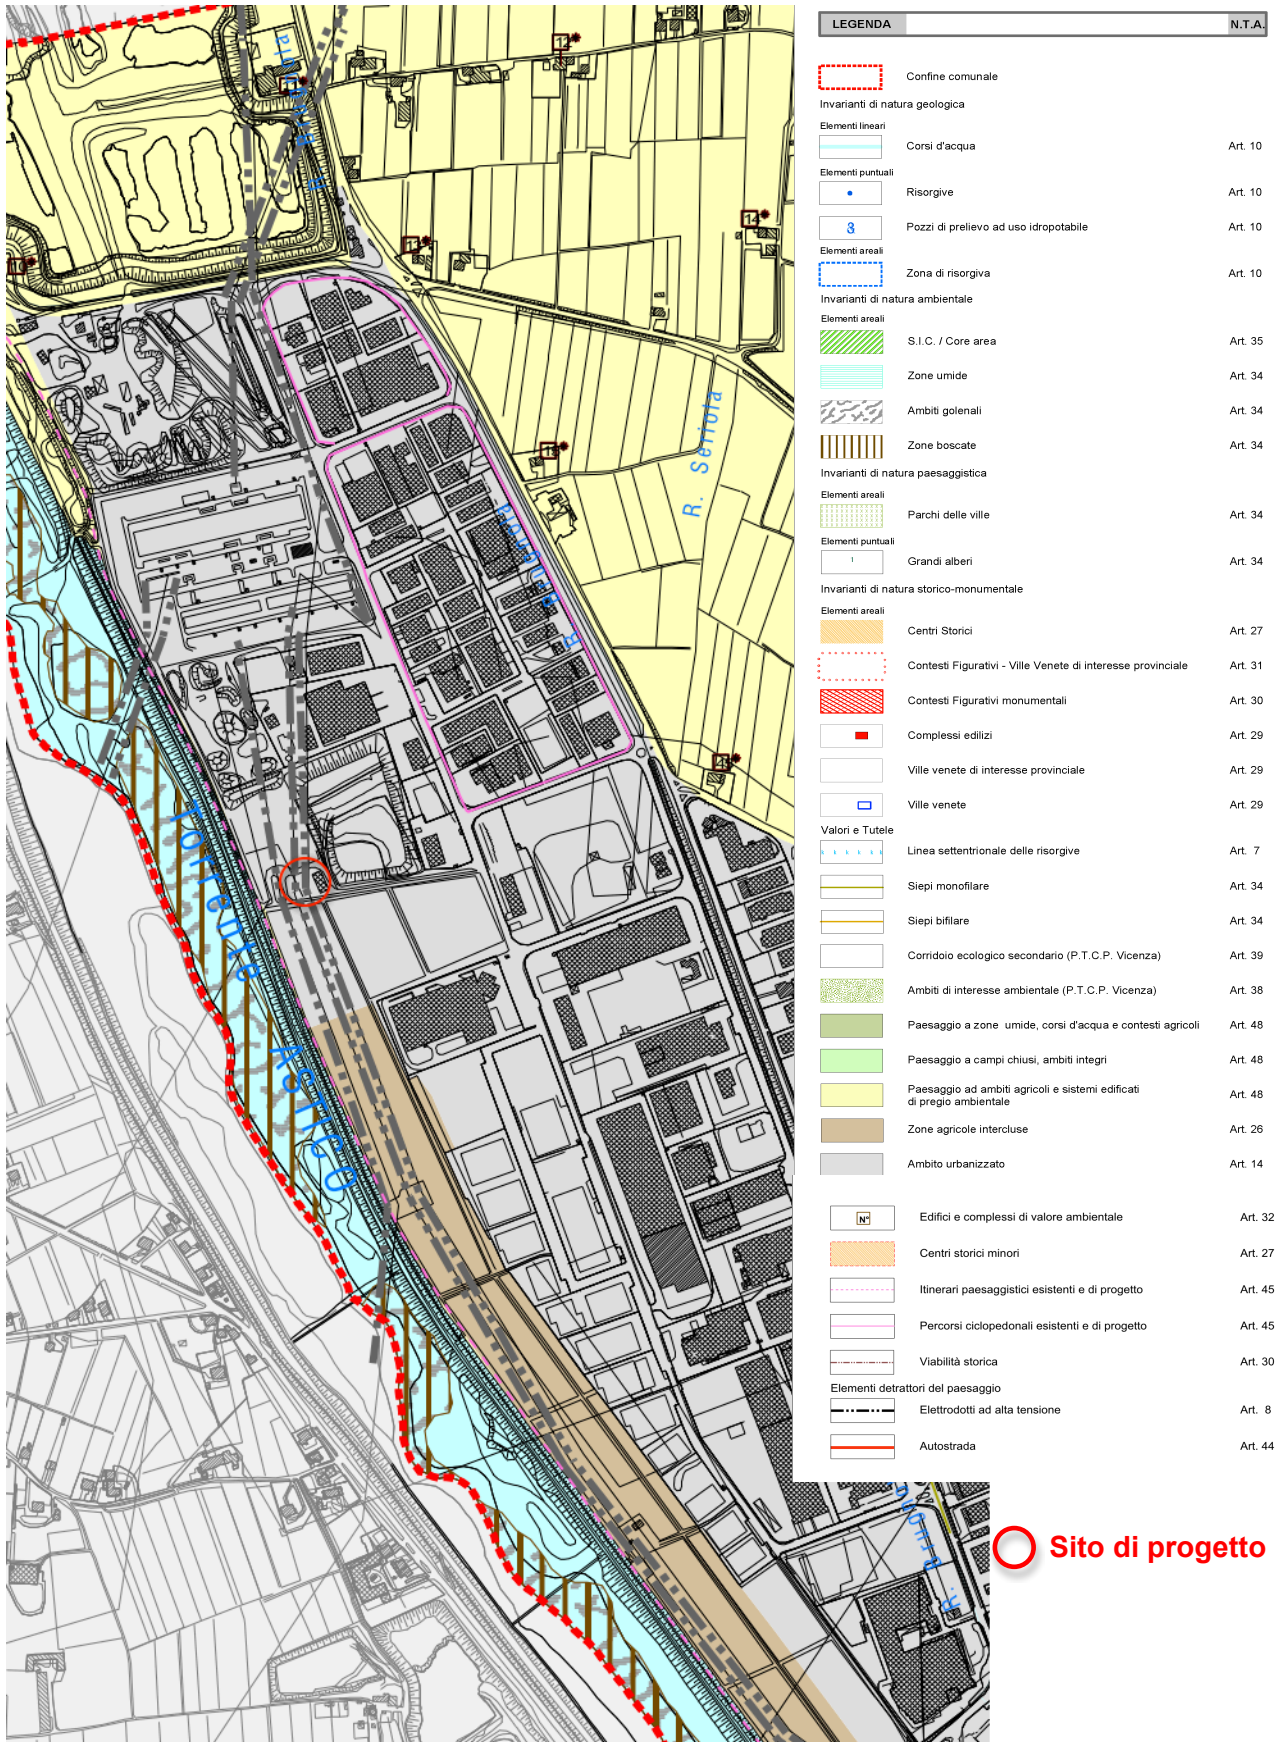 12
14
13
10
15
R. Seriola
R.
R.
Torrente
ASTICO
R.
LEGENDA N.T.A.
Confine comunale
Invarianti di natura geologica
Elementi lineari
Corsi d'acqua Art. 10
Elementi puntuali
Risorgive Art. 10
Pozzi di prelievo ad uso idropotabile Art. 10
Elementi areali
Zona di risorgiva Art. 10
Invarianti di natura ambientale
Elementi areali
S.I.C. / Core area Art. 35
Zone umide Art. 34
Ambiti golenali Art. 34
Zone boscate Art. 34
Invarianti di natura paesaggistica
Elementi areali
Parchi delle ville Art. 34
Elementi puntuali
Grandi alberi Art. 34
Invarianti di natura storico-monumentale
Elementi areali
Centri Storici Art. 27
Contesti Figurativi - Ville Venete di interesse provinciale Art. 31
Contesti Figurativi monumentali Art. 30
Complessi edilizi Art. 29
Ville venete di interesse provinciale Art. 29
Ville venete Art. 29
Valori e Tutele
Linea settentrionale delle risorgive Art. 7
Siepi monofilare Art. 34
Siepi bifilare Art. 34
Corridoio ecologico secondario (P.T.C.P. Vicenza) Art. 39
Ambiti di interesse ambientale (P.T.C.P. Vicenza) Art. 38
Paesaggio a zone umide, corsi d'acqua e contesti agricoli Art. 48
Paesaggio a campi chiusi, ambiti integri Art. 48
Paesaggio ad ambiti agricoli e sistemi edificati
di pregio ambientale Art. 48
Zone agricole intercluse Art. 26
Ambito urbanizzato Art. 14
N° Edifici e complessi di valore ambientale Art. 32
Centri storici minori Art. 27
Itinerari paesaggistici esistenti e di progetto Art. 45
Percorsi ciclopedonali esistenti e di progetto Art. 45
Viabilità storica Art. 30
Elementi detrattori del paesaggio
Elettrodotti ad alta tensione Art. 8
Autostrada Art. 44
Sito di progetto